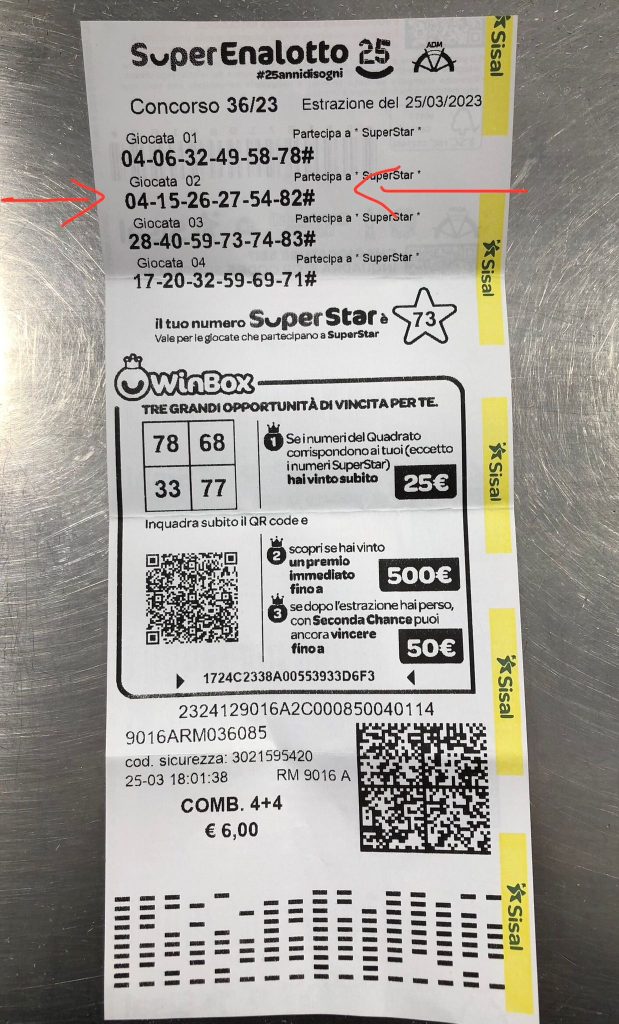 SuperEnalotto 25
#25annidisogni
ADM
Concorso 36/23 Estrazione del 25/03/2023
Giocata 01 Partecipa a * SuperStar *
04-06-32-49-58-78#
Giocata 02 Partecipa a * SuperStar *
04-15-26-27-54-82#
Giocata 03 Partecipa a * SuperStar *
28-40-59-73-74-83#
Giocata 04 Partecipa a * SuperStar *
17-20-32-59-69-71#
il tuo numero SuperStar è 73
Vale per le giocate che partecipano a SuperStar
WinBox
TRE GRANDI OPPORTUNITÀ DI VINCITA PER TE.
78 68
33 77
1 Se i numeri del Quadrato
corrispondono ai tuoi (eccetto
i numeri SuperStar)
hai vinto subito 25€
Inquadra subito il QR code e
2 scopri se hai vinto
un premio
immediato
fino a 500€
3 se dopo l'estrazione hai perso,
con Seconda Chance puoi
ancora vincere
fino a 50€
1724C2338A00553933D6F3
2324129016A2C000850040114
9016ARM036085
cod. sicurezza: 3021595420
25-03 18:01:38 RM 9016 A
COMB. 4+4
€ 6,00
Sisal
Sisal
Sisal
Sisal
Sisal